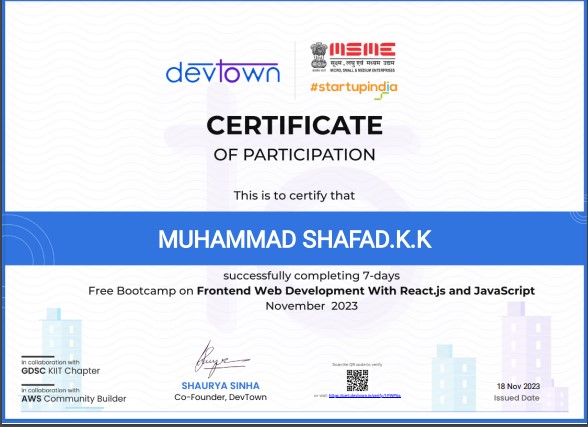 devtown
MSME
सूक्ष्म, लघु एवं मध्यम उद्यम
MICRO, SMALL & MEDIUM ENTERPRISES
#startupindia
CERTIFICATE
OF PARTICIPATION
This is to certify that
MUHAMMAD SHAFAD.K.K
successfully completing 7-days
Free Bootcamp on Frontend Web Development With React.js and JavaScript
November 2023
In collaboration with
GDSC KIIT Chapter
In collaboration with
AWS Community Builder
SHAURYA SINHA
Co-Founder, DevTown
Scan the QR code to verify
or visit
18 Nov 2023
Issued Date